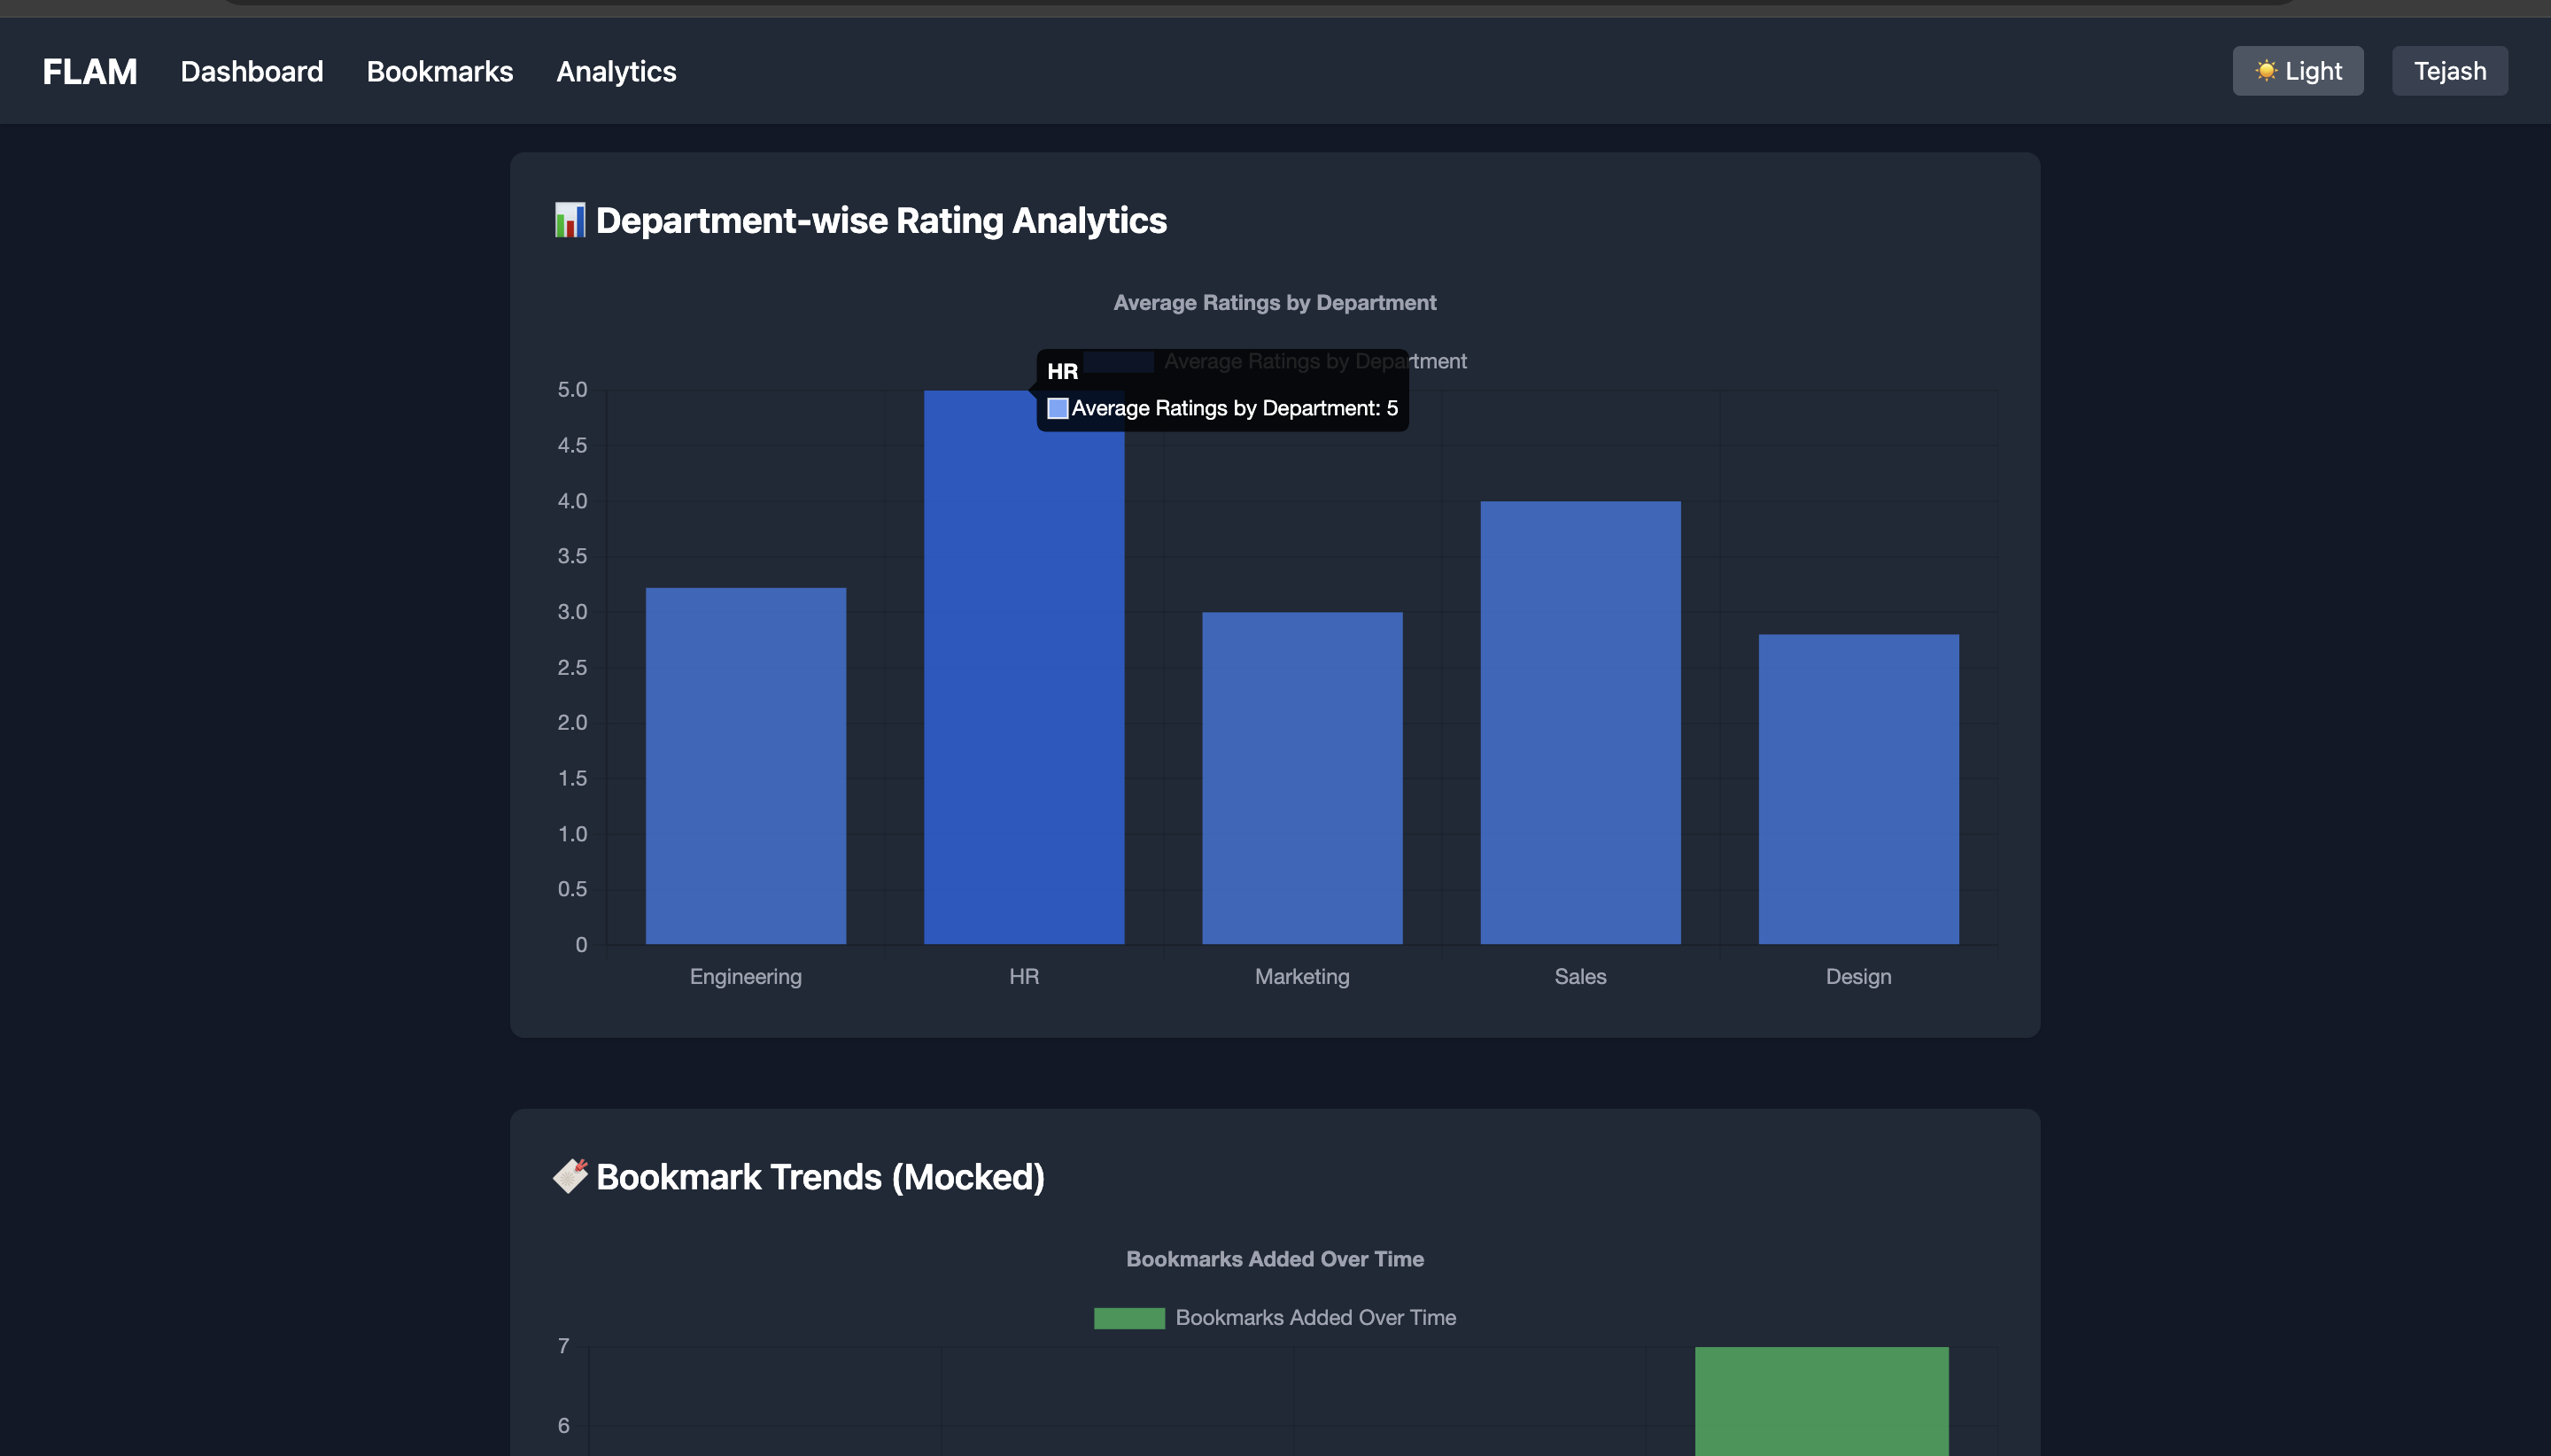 FLAM Dashboard Bookmarks Analytics Light Tejash
Department-wise Rating Analytics
Average Ratings by Department
Average Ratings by Department
HR
Average Ratings by Department: 5
5.0
4.5
4.0
3.5
3.0
2.5
2.0
1.5
1.0
0.5
0
Engineering HR Marketing Sales Design
Bookmark Trends (Mocked)
Bookmarks Added Over Time
Bookmarks Added Over Time
7
6